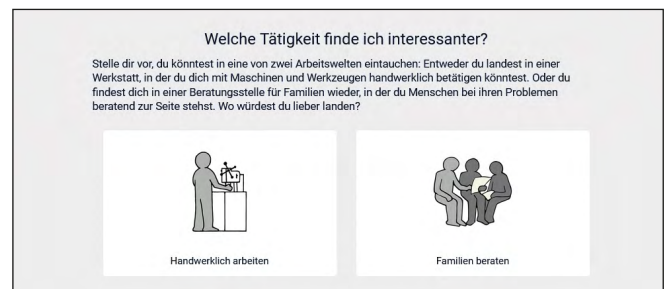 Welche Tätigkeit finde ich interessanter?
Stelle dir vor, du könntest in eine von zwei Arbeitswelten eintauchen: Entweder du landest in einer
Werkstatt, in der du dich mit Maschinen und Werkzeugen handwerklich betätigen könntest. Oder du
findest dich in einer Beratungsstelle für Familien wieder, in der du Menschen bei ihren Problemen
beratend zur Seite stehst. Wo würdest du lieber landen?
Handwerklich arbeiten
Familien beraten